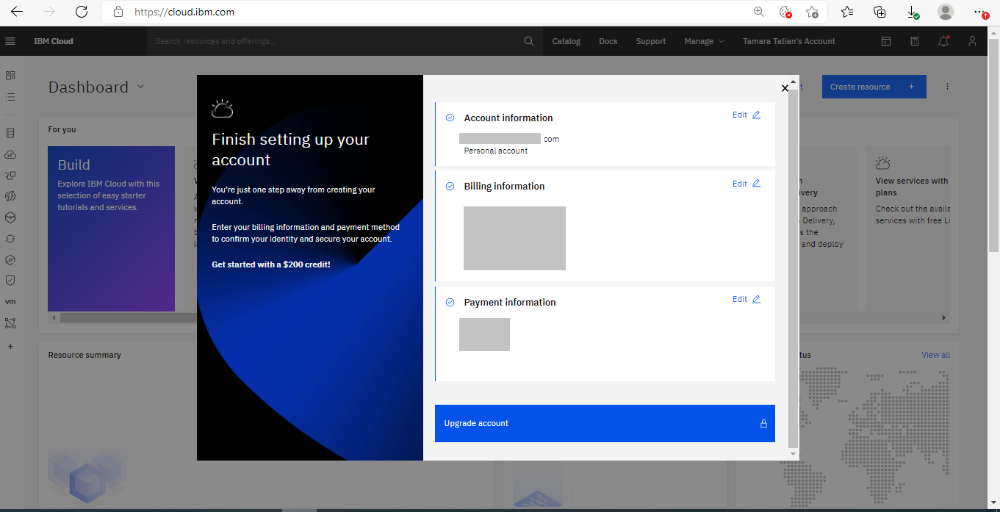 https://cloud.ibm.com
IBM Cloud
Search resources and offerings...
Catalog
Docs
Support
Manage
Tamara Tatian's Account
Dashboard
Create resource +
For you
Build
Explore IBM Cloud with this
selection of easy starter
tutorials and services.
Finish setting up your
account
You're just one step away from creating your
account.
Enter your billing information and payment method
to confirm your identity and secure your account.
Get started with a $200 credit!
Account information
Edit
com
Personal account
Billing information
Edit
Payment information
Edit
Upgrade account
approach
Delivery,
s the
and deploy
View services with
plans
Check out the availa
services with free Li
vm
Resource summary
tus
View all